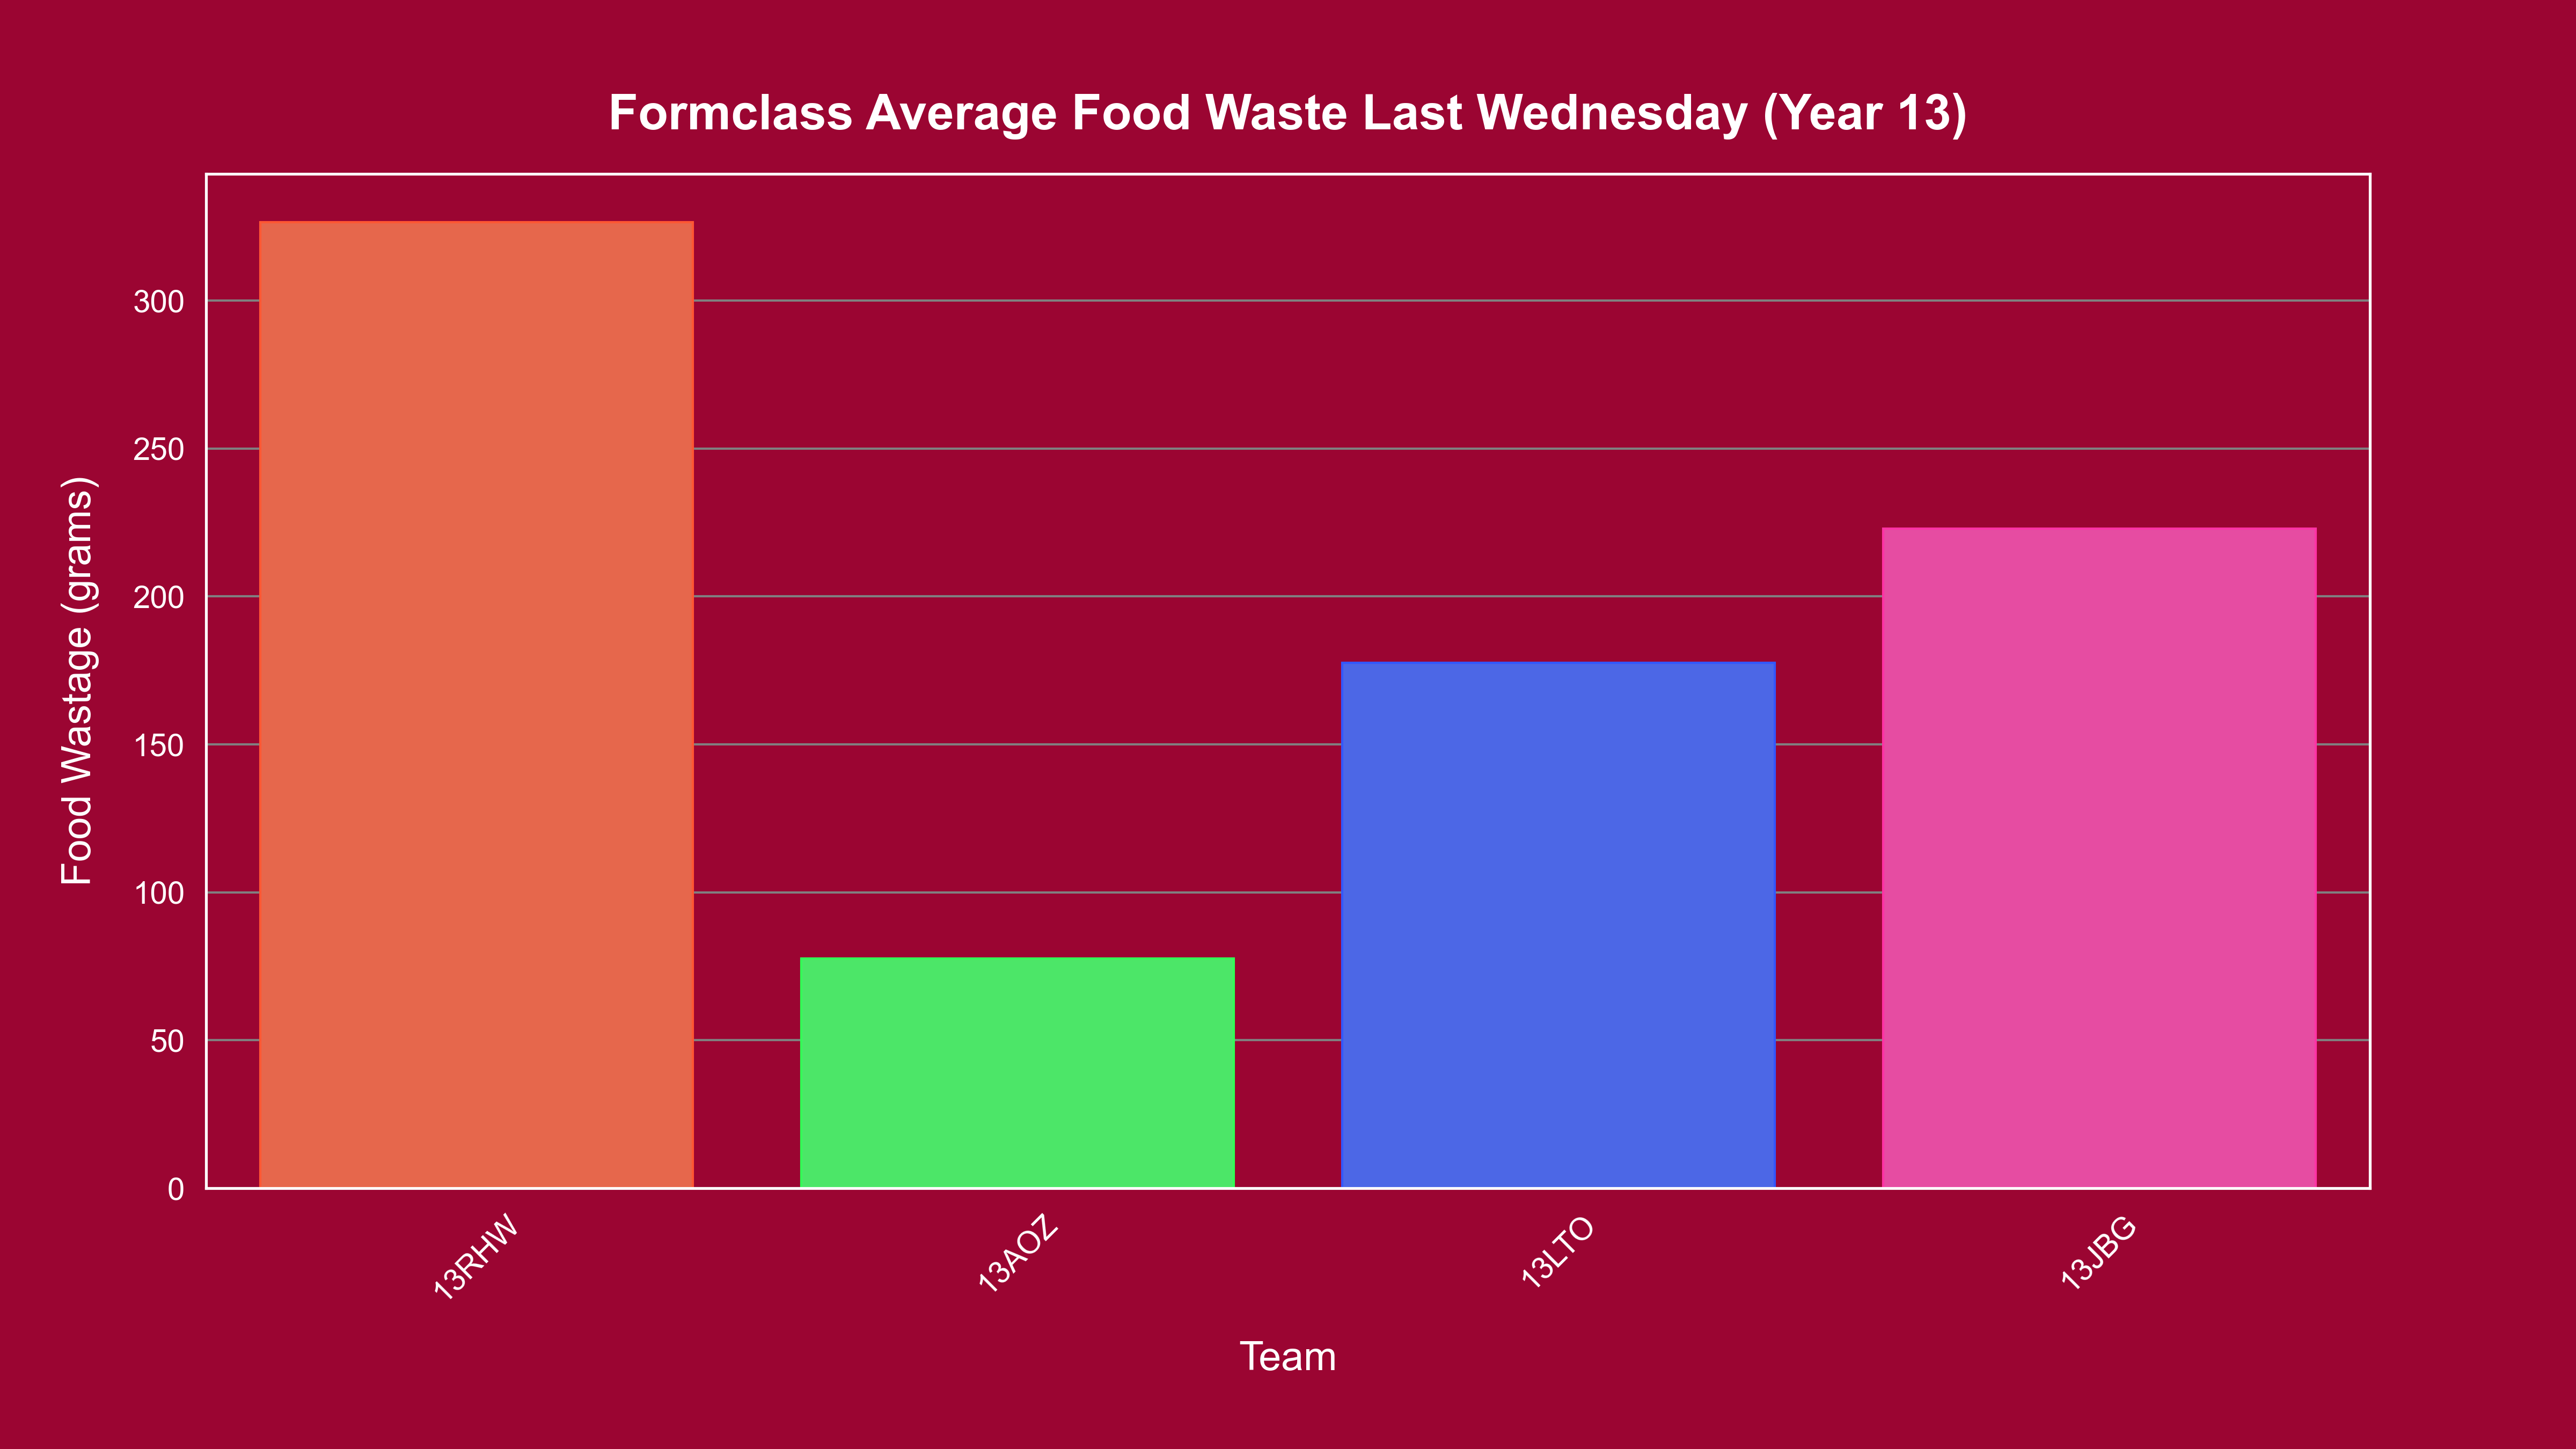 Formclass Average Food Waste Last Wednesday (Year 13)
Food Wastage (grams)
300
250
200
150
100
50
0
13RHW
13AOZ
13LTO
13JBG
Team